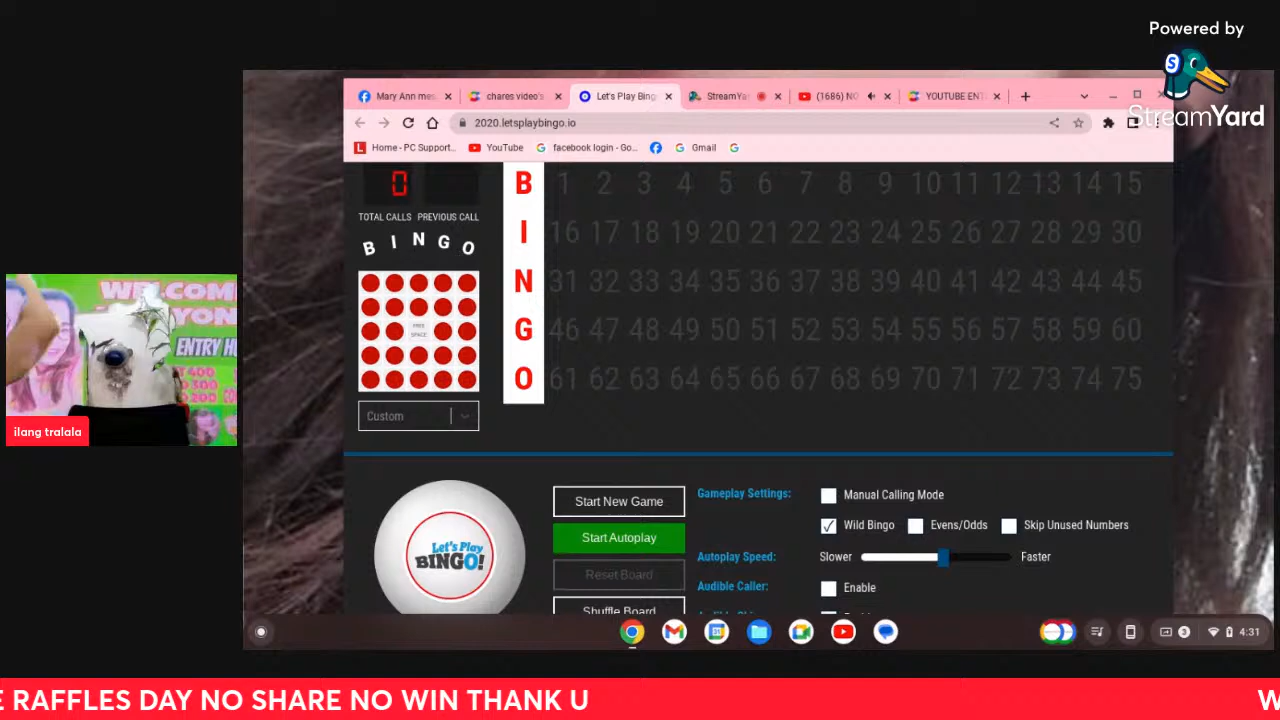 Powered by
StreamYard
Mary Ann mes
chares video's
Let's Play Bing
StreamYa
(1686) NO
YOUTUBE ENT
2020.letsplaybingo.io
Home - PC Support...
YouTube
facebook login - Go...
Gmail
0
TOTAL CALLS PREVIOUS CALL
B I N G O
FREE
SPACE
Custom
B 1 2 3 4 5 6 7 8 9 10 11 12 13 14 15
I 16 17 18 19 20 21 22 23 24 25 26 27 28 29 30
N 31 32 33 34 35 36 37 38 39 40 41 42 43 44 45
G 46 47 48 49 50 51 52 53 54 55 56 57 58 59 60
O 61 62 63 64 65 66 67 68 69 70 71 72 73 74 75
Let's Play
BINGO!
Start New Game
Start Autoplay
Reset Board
Shuffle Board
Gameplay Settings:
Manual Calling Mode
Wild Bingo
Evens/Odds
Skip Unused Numbers
Autoplay Speed:
Slower
Faster
Audible Caller:
Enable
3
4:31
WELCOM
ENTRY
400
300
200
ilang tralala
RAFFLES DAY NO SHARE NO WIN THANK U
W